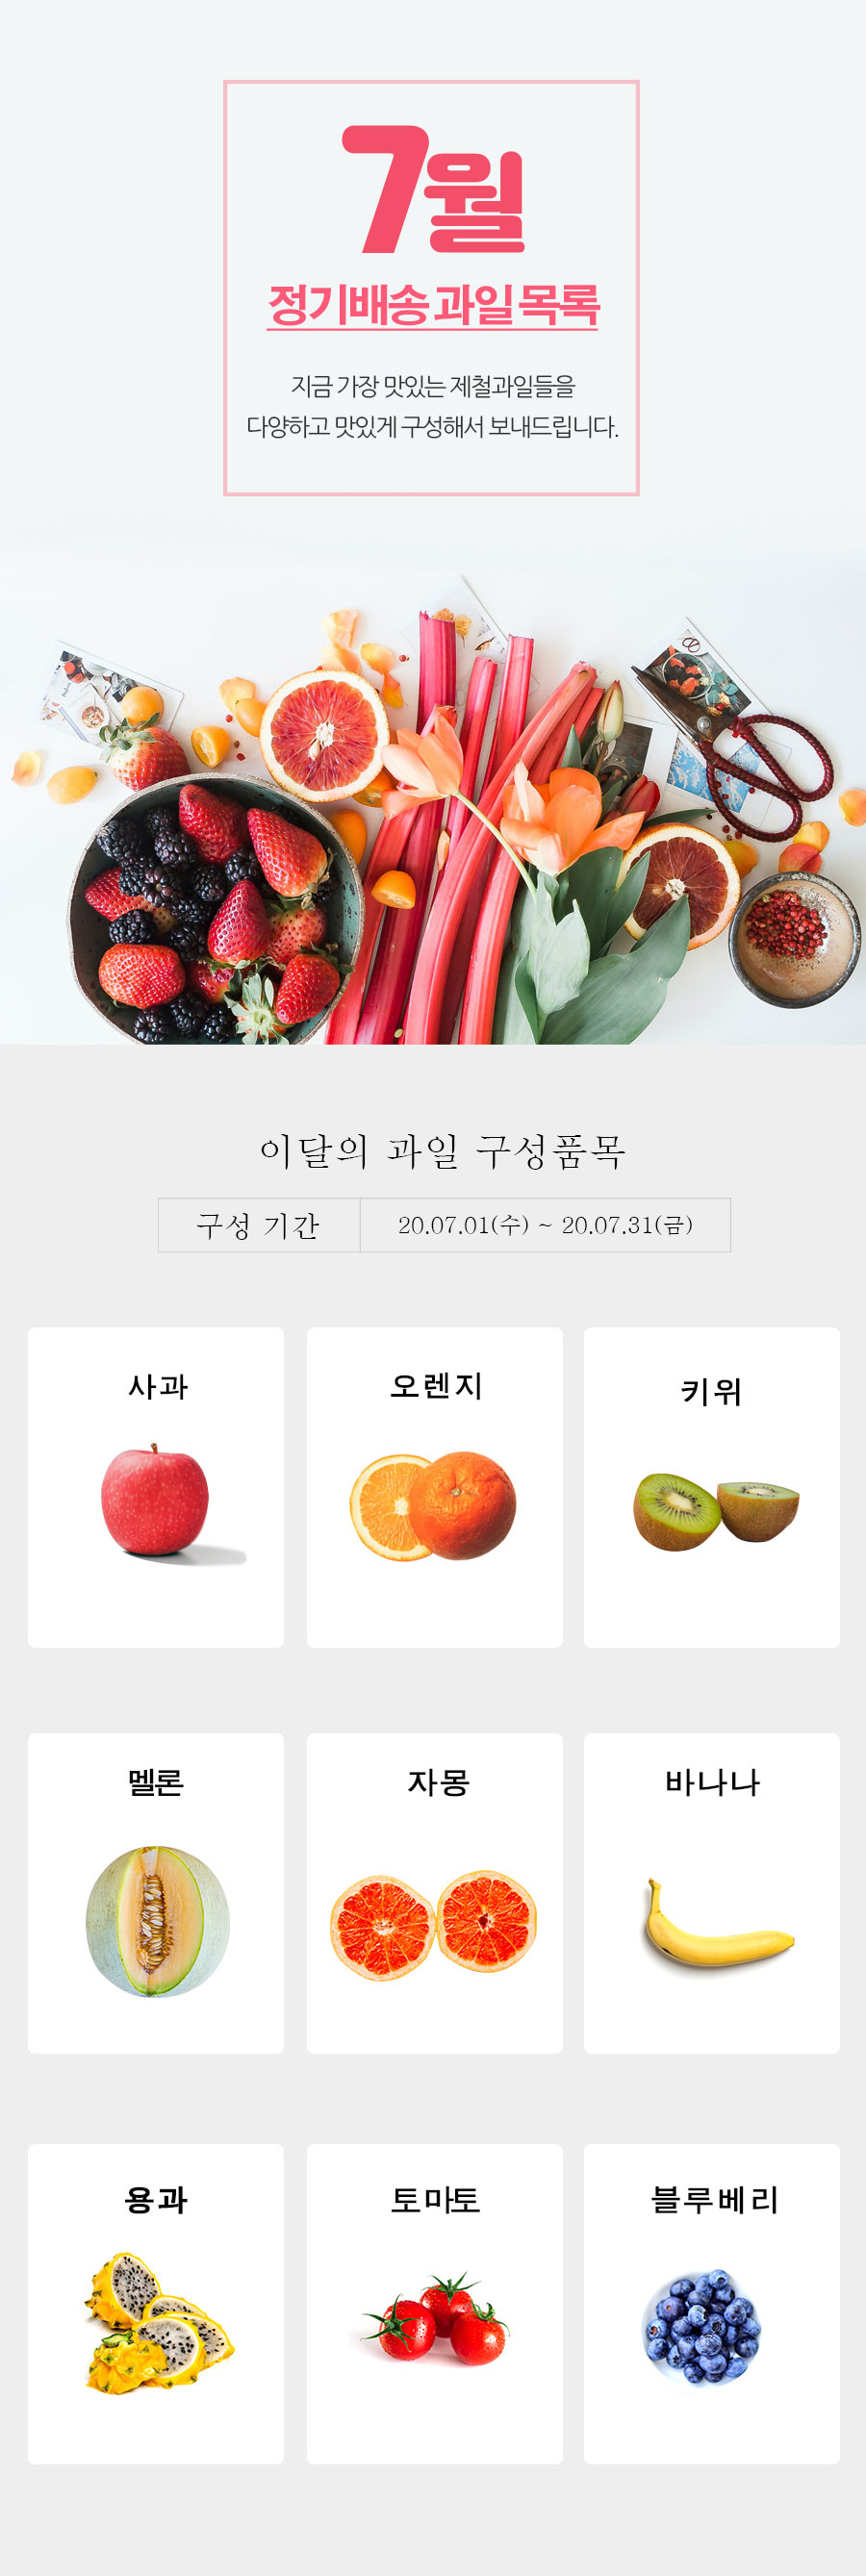 7월
정기배송 과일 목록
지금 가장 맛있는 제철과일들을
다양하고 맛있게 구성해서 보내드립니다.
이달의 과일 구성품목
구성 기간 20.07.01(수) ~ 20.07.31(금)
사과 오렌지 키위
멜론 자몽 바나나
용과 토마토 블루베리